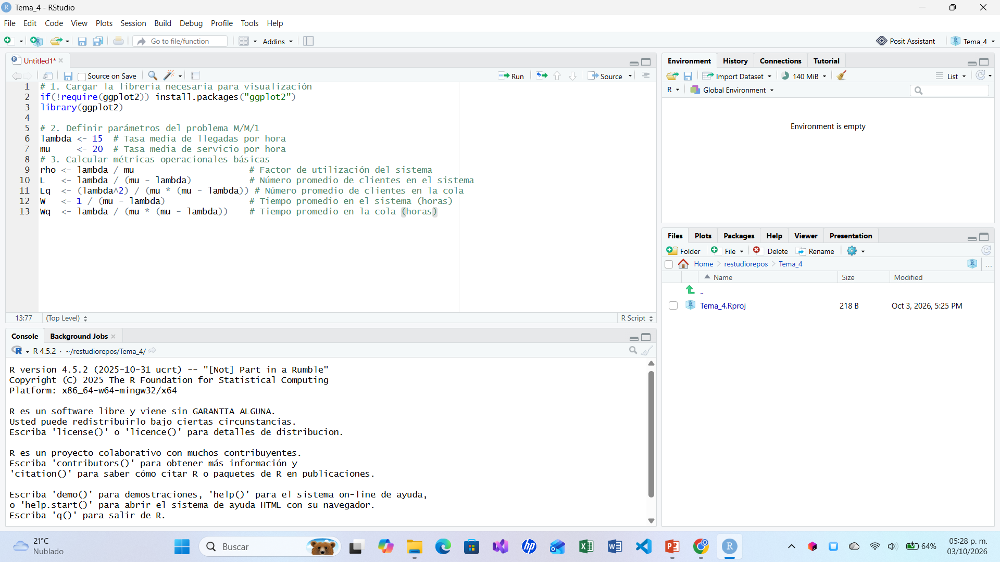 Tema_4 - RStudio
File Edit Code View Plots Session Build Debug Profile Tools Help
Go to file/function Addins Posit Assistant Tema_4
Untitled1*
Source on Save Run Source
1 # 1. Cargar la librería necesaria para visualización
2 if(!require(ggplot2)) install.packages("ggplot2")
3 library(ggplot2)
4
5 # 2. Definir parámetros del problema M/M/1
6 lambda <- 15 # Tasa media de llegadas por hora
7 mu <- 20 # Tasa media de servicio por hora
8 # 3. Calcular métricas operacionales básicas
9 rho <- lambda / mu # Factor de utilización del sistema
10 L <- lambda / (mu - lambda) # Número promedio de clientes en el sistema
11 Lq <- (lambda^2) / (mu * (mu - lambda)) # Número promedio de clientes en la cola
12 W <- 1 / (mu - lambda) # Tiempo promedio en el sistema (horas)
13 Wq <- lambda / (mu * (mu - lambda)) # Tiempo promedio en la cola (horas)
13:77 (Top Level) R Script
Console Background Jobs
R 4.5.2 · ~/restudiorepos/Tema_4/
R version 4.5.2 (2025-10-31 ucrt) -- "[Not] Part in a Rumble"
Copyright (C) 2025 The R Foundation for Statistical Computing
Platform: x86_64-w64-mingw32/x64
R es un software libre y viene sin GARANTIA ALGUNA.
Usted puede redistribuirlo bajo ciertas circunstancias.
Escriba 'license()' o 'licence()' para detalles de distribucion.
R es un proyecto colaborativo con muchos contribuyentes.
Escriba 'contributors()' para obtener más información y
'citation()' para saber cómo citar R o paquetes de R en publicaciones.
Escriba 'demo()' para demostraciones, 'help()' para el sistema on-line de ayuda,
o 'help.start()' para abrir el sistema de ayuda HTML con su navegador.
Escriba 'q()' para salir de R.
Environment History Connections Tutorial
Import Dataset 140 MiB List
R Global Environment
Environment is empty
Files Plots Packages Help Viewer Presentation
Folder File Delete Rename
Home restudiorepos Tema_4 ...
Name Size Modified
..
Tema_4.Rproj 218 B Oct 3, 2026, 5:25 PM
21°C
Nublado
Buscar
64%
05:28 p. m.
03/10/2026